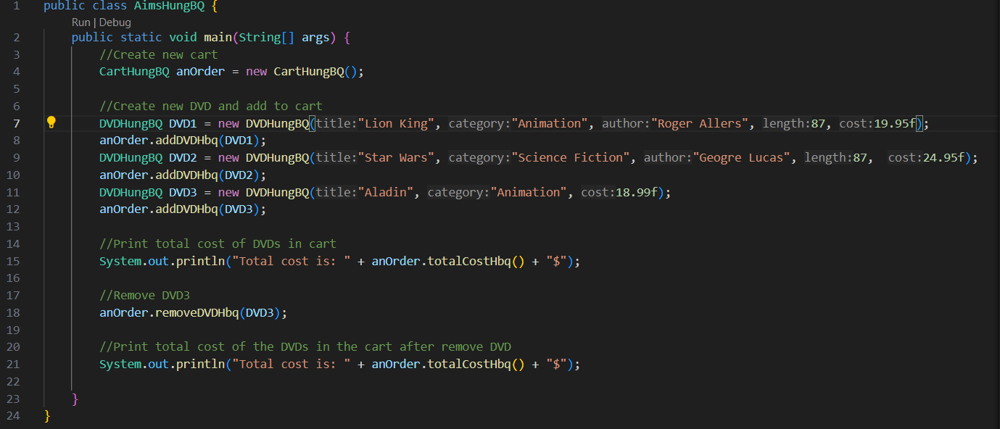 1 public class AimsHungBQ {
Run | Debug
2 public static void main(String[] args) {
3 //Create new cart
4 CartHungBQ anOrder = new CartHungBQ();
5
6 //Create new DVD and add to cart
7 DVDHungBQ DVD1 = new DVDHungBQ(title:"Lion King", category:"Animation", author:"Roger Allers", length:87, cost:19.95f);
8 anOrder.addDVDHbq(DVD1);
9 DVDHungBQ DVD2 = new DVDHungBQ(title:"Star Wars", category:"Science Fiction", author:"Geogre Lucas", length:87, cost:24.95f);
10 anOrder.addDVDHbq(DVD2);
11 DVDHungBQ DVD3 = new DVDHungBQ(title:"Aladin", category:"Animation", cost:18.99f);
12 anOrder.addDVDHbq(DVD3);
13
14 //Print total cost of DVDs in cart
15 System.out.println("Total cost is: " + anOrder.totalCostHbq() + "$");
16
17 //Remove DVD3
18 anOrder.removeDVDHbq(DVD3);
19
20 //Print total cost of the DVDs in the cart after remove DVD
21 System.out.println("Total cost is: " + anOrder.totalCostHbq() + "$");
22
23 }
24 }